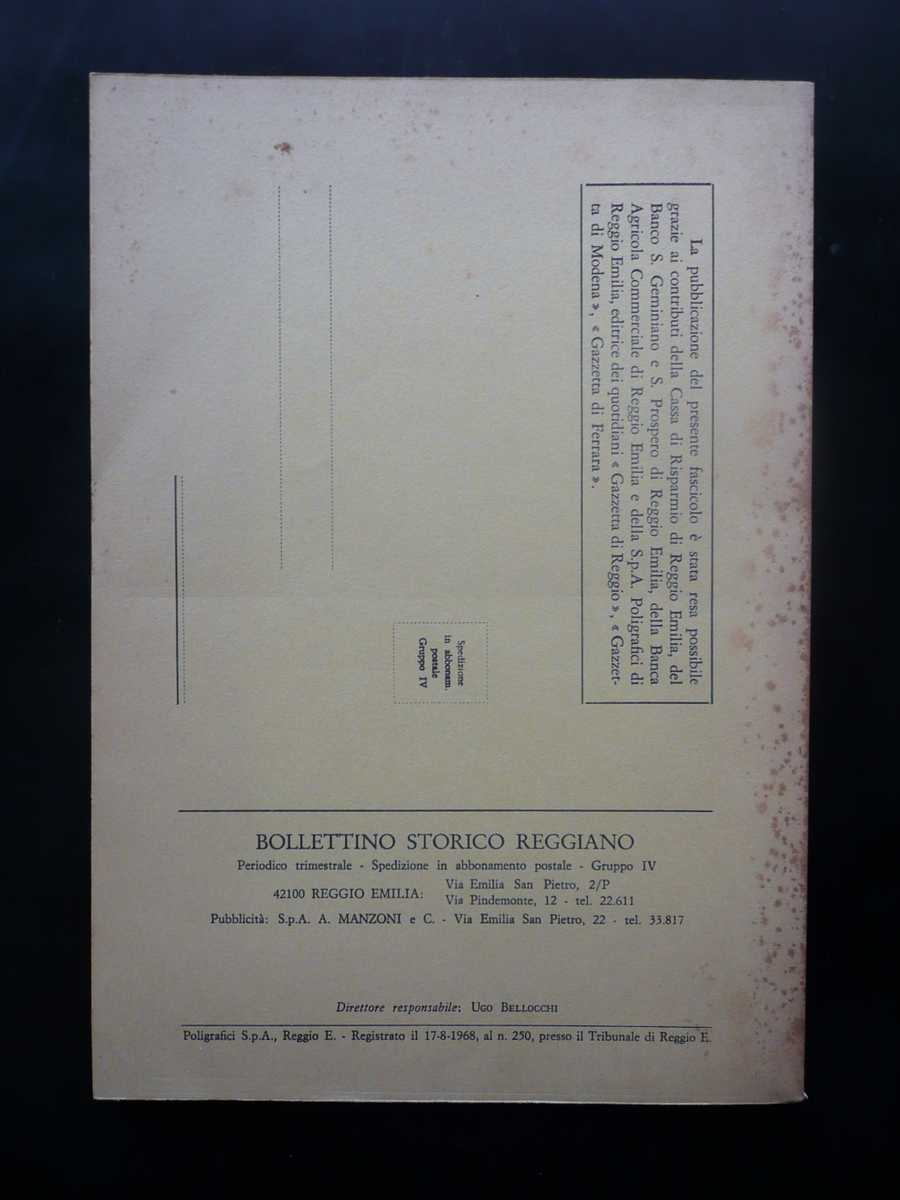 La pubblicazione del presente fascicolo è stata resa possibile
grazie ai contributi della Cassa di Risparmio di Reggio Emilia, del
Banco S. Geminiano e S. Prospero di Reggio Emilia, della Banca
Agricola Commerciale di Reggio Emilia e della S.p.A. Poligrafici di
Reggio Emilia, editrice dei quotidiani « Gazzetta di Reggio », « Gazzet-
ta di Modena », « Gazzetta di Ferrara ».
Spedizione
in abbonam.
postale
Gruppo IV
BOLLETTINO STORICO REGGIANO
Periodico trimestrale - Spedizione in abbonamento postale - Gruppo IV
42100 REGGIO EMILIA: Via Emilia San Pietro, 2/P
Via Pindemonte, 12 - tel. 22.611
Pubblicità: S.p.A. A. MANZONI e C. - Via Emilia San Pietro, 22 - tel. 33.817
Direttore responsabile: UGO BELLOCCHI
Poligrafici S.p.A., Reggio E. - Registrato il 17-8-1968, al n. 250, presso il Tribunale di Reggio E.